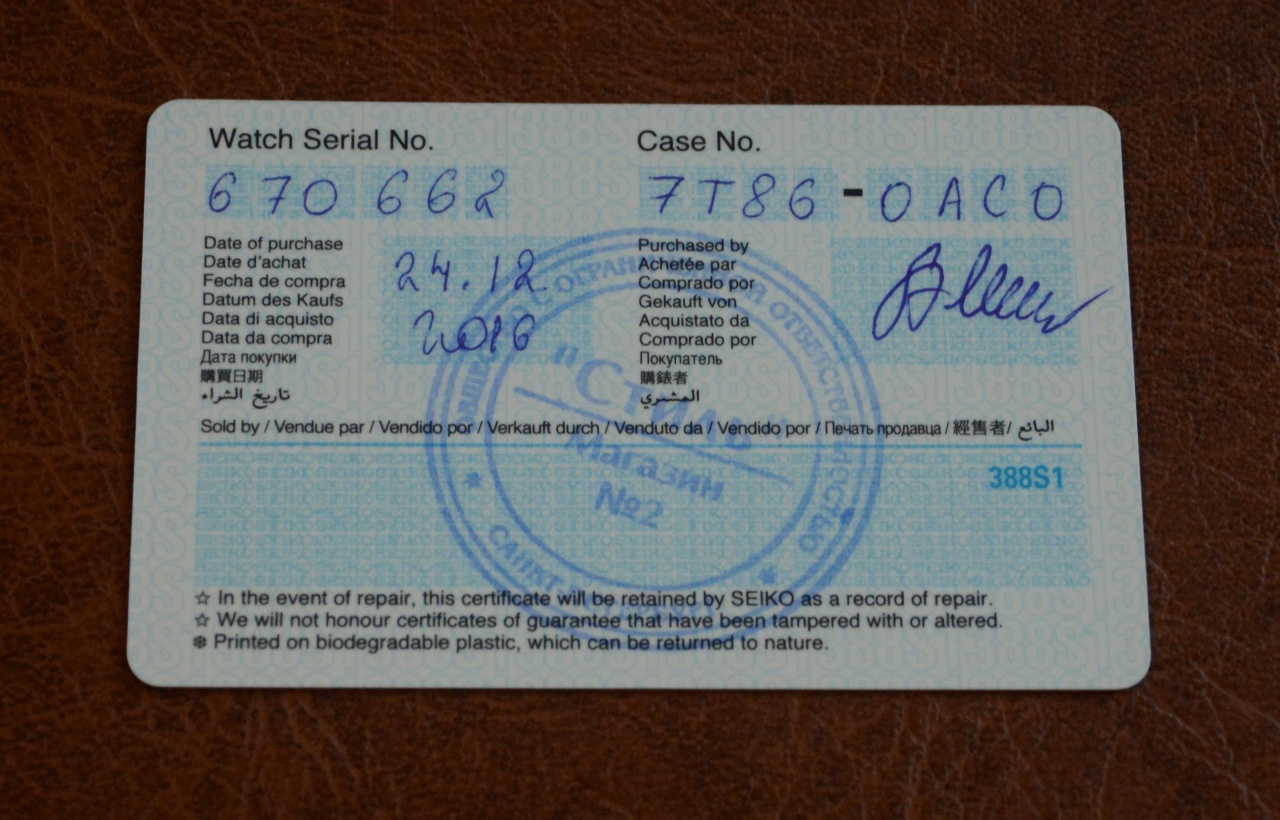 Watch Serial No.
670662
Case No.
7T86-0AC0
Date of purchase
Date d'achat
Fecha de compra
Datum des Kaufs
Data di acquisto
Data da compra
Дата покупки
購買日期
تاريخ الشراء
24.12.
2016
Purchased by
Achetée par
Comprado por
Gekauft von
Acquistato da
Comprado por
Покупатель
購錶者
المشتري
Sold by / Vendue par / Vendido por / Verkauft durch / Venduto da / Vendido por / Печать продавца / 經售者 / البائع
388S1
ОБЩЕСТВО С ОГРАНИЧЕННОЙ ОТВЕТСТВЕННОСТЬЮ
"Стиль"
Магазин
№2
САНКТ-ПЕТЕРБУРГ
☆ In the event of repair, this certificate will be retained by SEIKO as a record of repair.
☆ We will not honour certificates of guarantee that have been tampered with or altered.
❄ Printed on biodegradable plastic, which can be returned to nature.